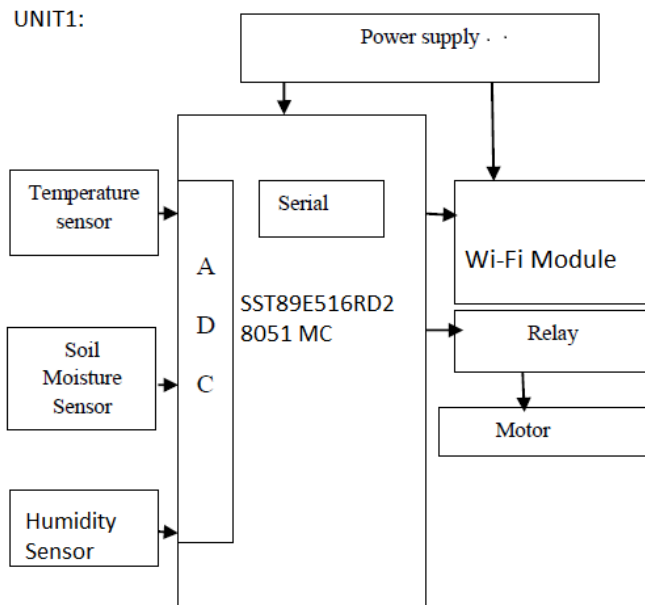 UNIT1:
Power supply . .
Temperature
sensor
Serial
Wi-Fi Module
A
D
C
SST89E516RD2
8051 MC
Relay
Soil
Moisture
Sensor
Motor
Humidity
Sensor